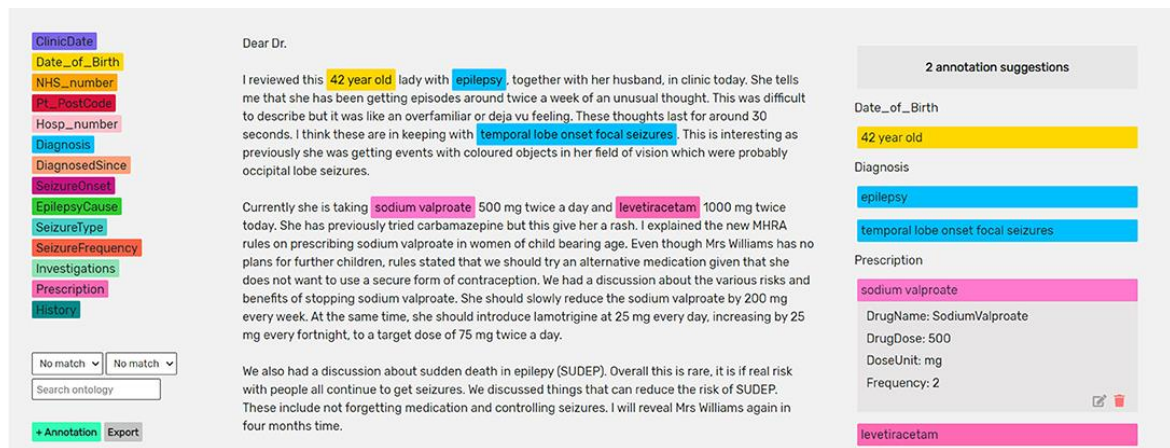 ClinicDate
Date_of_Birth
NHS_number
Pt_PostCode
Hosp_number
Diagnosis
DiagnosedSince
SeizureOnset
EpilepsyCause
SeizureType
SeizureFrequency
Investigations
Prescription
History
No match No match
Search ontology
+ Annotation Export
Dear Dr.
I reviewed this 42 year old lady with epilepsy, together with her husband, in clinic today. She tells
me that she has been getting episodes around twice a week of an unusual thought. This was difficult
to describe but it was like an overfamiliar or deja vu feeling. These thoughts last for around 30
seconds. I think these are in keeping with temporal lobe onset focal seizures. This is interesting as
previously she was getting events with coloured objects in her field of vision which were probably
occipital lobe seizures.
Currently she is taking sodium valproate 500 mg twice a day and levetiracetam 1000 mg twice
today. She has previously tried carbamazepine but this give her a rash. I explained the new MHRA
rules on prescribing sodium valproate in women of child bearing age. Even though Mrs Williams has no
plans for further children, rules stated that we should try an alternative medication given that she
does not want to use a secure form of contraception. We had a discussion about the various risks and
benefits of stopping sodium valproate. She should slowly reduce the sodium valproate by 200 mg
every week. At the same time, she should introduce lamotrigine at 25 mg every day, increasing by 25
mg every fortnight, to a target dose of 75 mg twice a day.
We also had a discussion about sudden death in epilepy (SUDEP). Overall this is rare, it is if real risk
with people all continue to get seizures. We discussed things that can reduce the risk of SUDEP.
These include not forgetting medication and controlling seizures. I will reveal Mrs Williams again in
four months time.
2 annotation suggestions
Date_of_Birth
42 year old
Diagnosis
epilepsy
temporal lobe onset focal seizures
Prescription
sodium valproate
DrugName: SodiumValproate
DrugDose: 500
DoseUnit: mg
Frequency: 2
levetiracetam